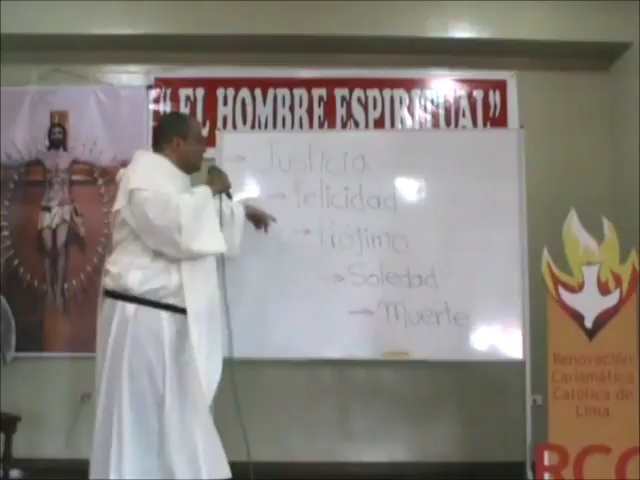 “EL HOMBRE ESPIRITUAL”
→ Justicia
→ Felicidad
→ Prójimo
→ Soledad
→ Muerte
Renovación
Carismática
Católica de
Lima
RCC